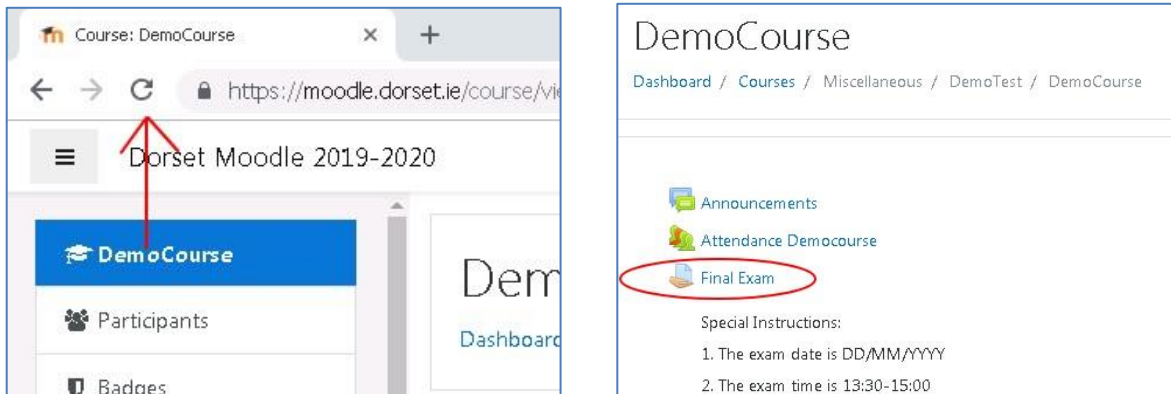 Course: DemoCourse
https://moodle.dorset.ie/course/vie
Dorset Moodle 2019-2020
DemoCourse
Participants
Badges
Dem
Dashboard
DemoCourse
Dashboard / Courses / Miscellaneous / DemoTest / DemoCourse
Announcements
Attendance Democourse
Final Exam
Special Instructions:
1. The exam date is DD/MM/YYYY
2. The exam time is 13:30-15:00